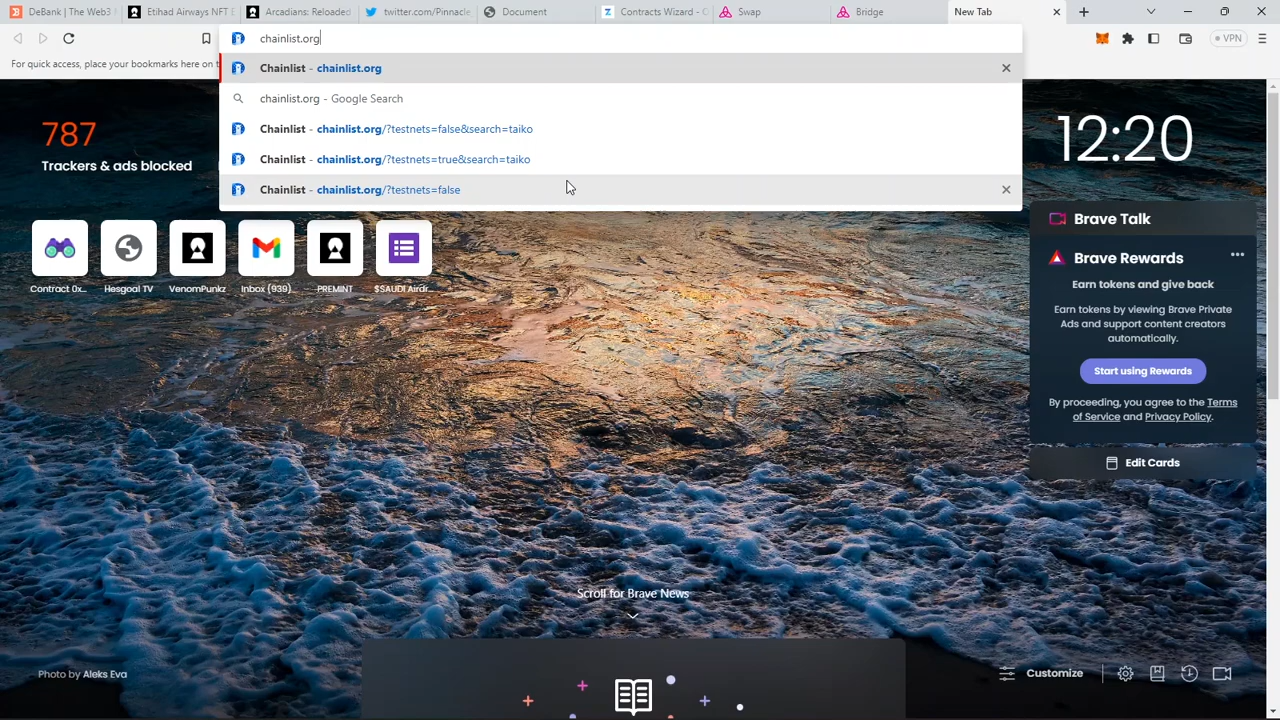 DeBank | The Web3
Etihad Airways NFT E
Arcadians: Reloaded
twitter.com/Pinnacle
Document
Contracts Wizard - O
Swap
Bridge
New Tab
chainlist.org
VPN
For quick access, place your bookmarks here on t
Chainlist - chainlist.org
chainlist.org - Google Search
Chainlist - chainlist.org/?testnets=false&search=taiko
Chainlist - chainlist.org/?testnets=true&search=taiko
Chainlist - chainlist.org/?testnets=false
787
Trackers & ads blocked
12:20
Contract 0x...
Hesgoal TV
VenomPunkz
Inbox (939)...
PREMINT
$SAUDI Airdr...
Brave Talk
Brave Rewards
Earn tokens and give back
Earn tokens by viewing Brave Private
Ads and support content creators
automatically.
Start using Rewards
By proceeding, you agree to the Terms
of Service and Privacy Policy.
Edit Cards
Scroll for Brave News
Photo by Aleks Eva
Customize